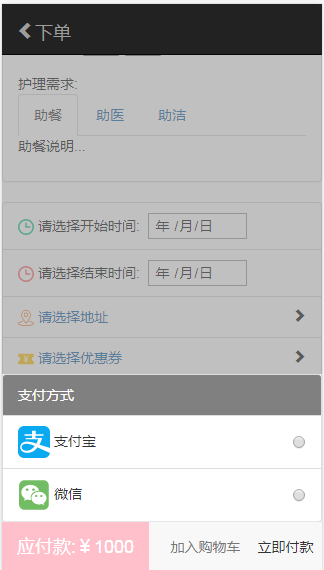 下单
护理需求:
助餐 助医 助洁
助餐说明...
请选择开始时间: 年 /月/日
请选择结束时间: 年 /月/日
请选择地址
请选择优惠券
支付方式
支付宝
微信
应付款: ¥ 1000 加入购物车 立即付款